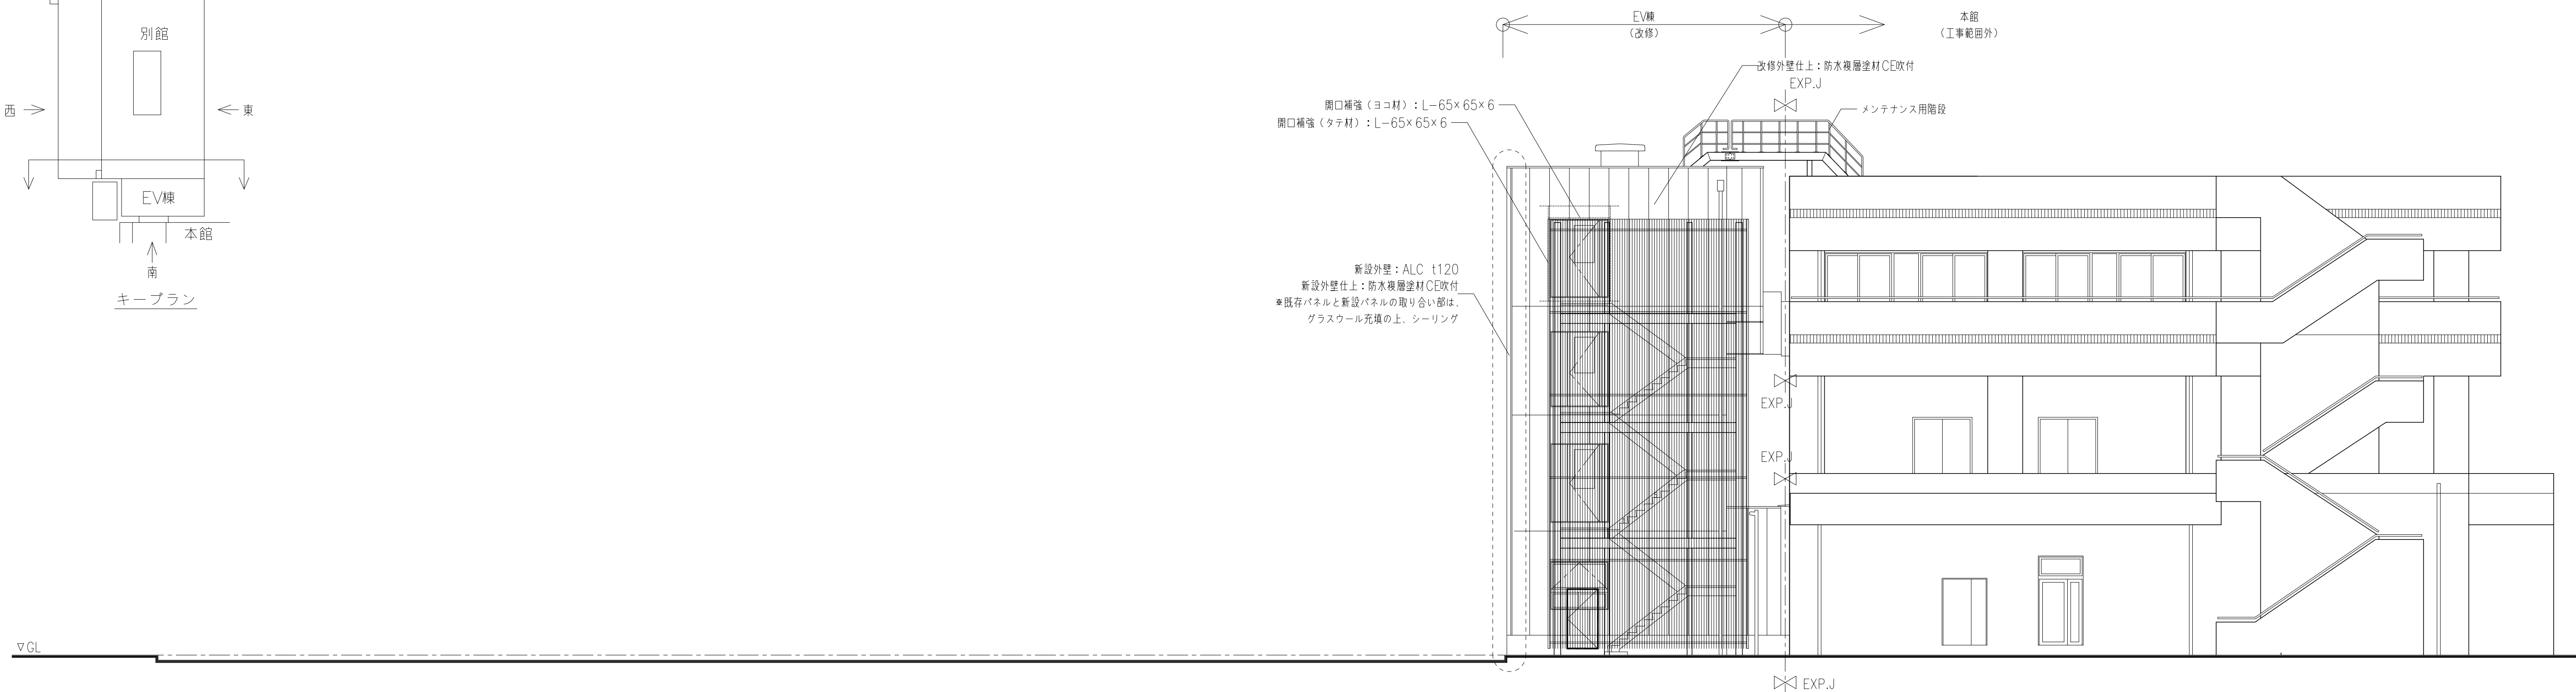 別館
西
東
EV棟
本館
南
キープラン
EV棟
(改修)
本館
(工事範囲外)
改修外壁仕上:防水複層塗材CE吹付
EXP.J
開口補強(ヨコ材):L-65×65×6
開口補強(タテ材):L-65×65×6
メンテナンス用階段
新設外壁:ALC t120
新設外壁仕上:防水複層塗材CE吹付
※既存パネルと新設パネルの取り合い部は、
グラスウール充填の上、シーリング
EXP.J
EXP.J
▽GL
EXP.J